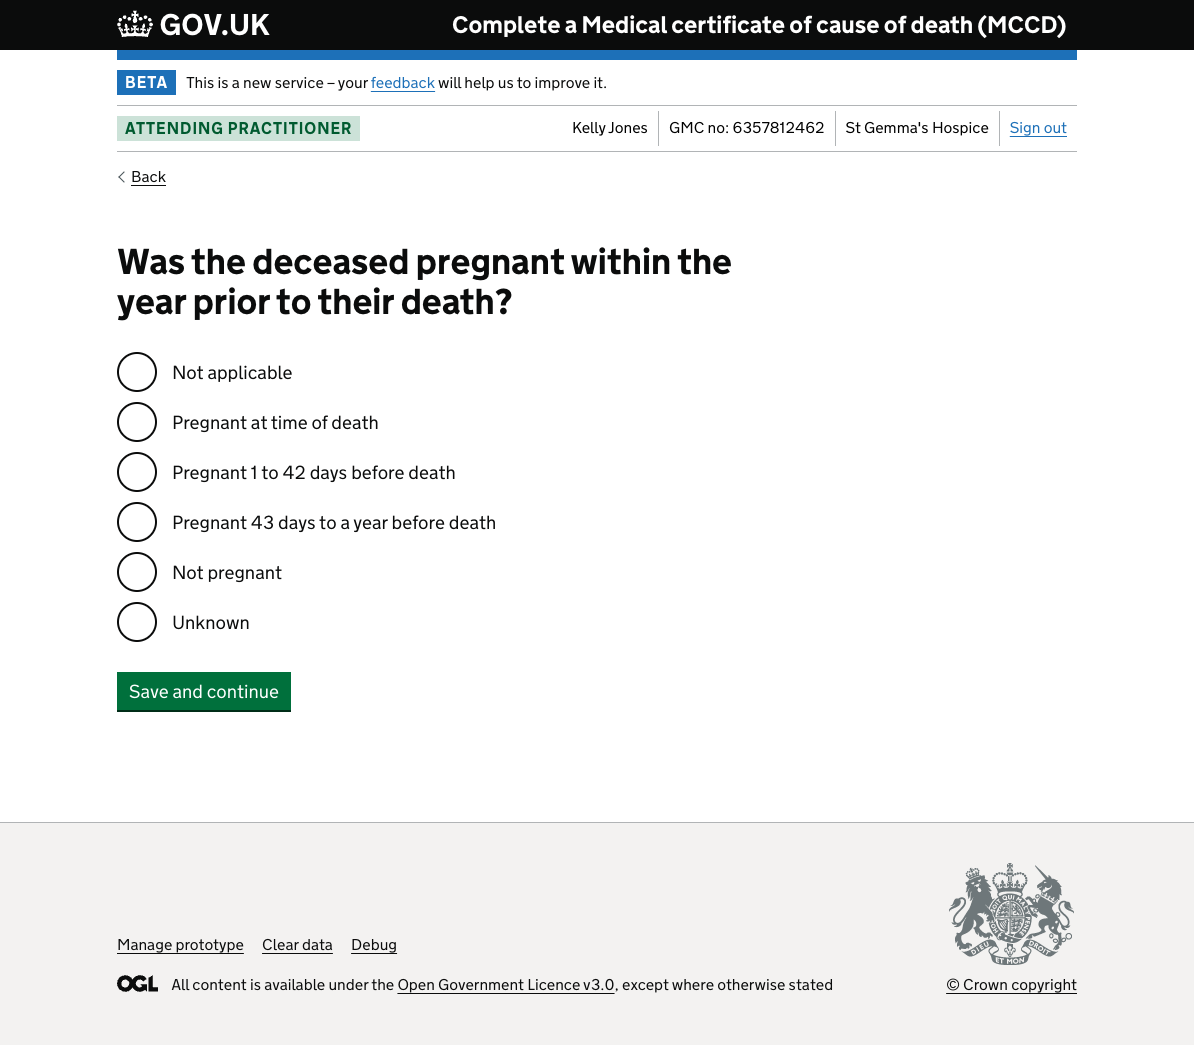 GOV.UK
Complete a Medical certificate of cause of death (MCCD)
BETA This is a new service – your feedback will help us to improve it.
ATTENDING PRACTITIONER
Kelly Jones
GMC no: 6357812462
St Gemma's Hospice
Sign out
Back
Was the deceased pregnant within the
year prior to their death?
Not applicable
Pregnant at time of death
Pregnant 1 to 42 days before death
Pregnant 43 days to a year before death
Not pregnant
Unknown
Save and continue
Manage prototype
Clear data
Debug
OGL
All content is available under the Open Government Licence v3.0, except where otherwise stated
DIEU ET MON DROIT
© Crown copyright